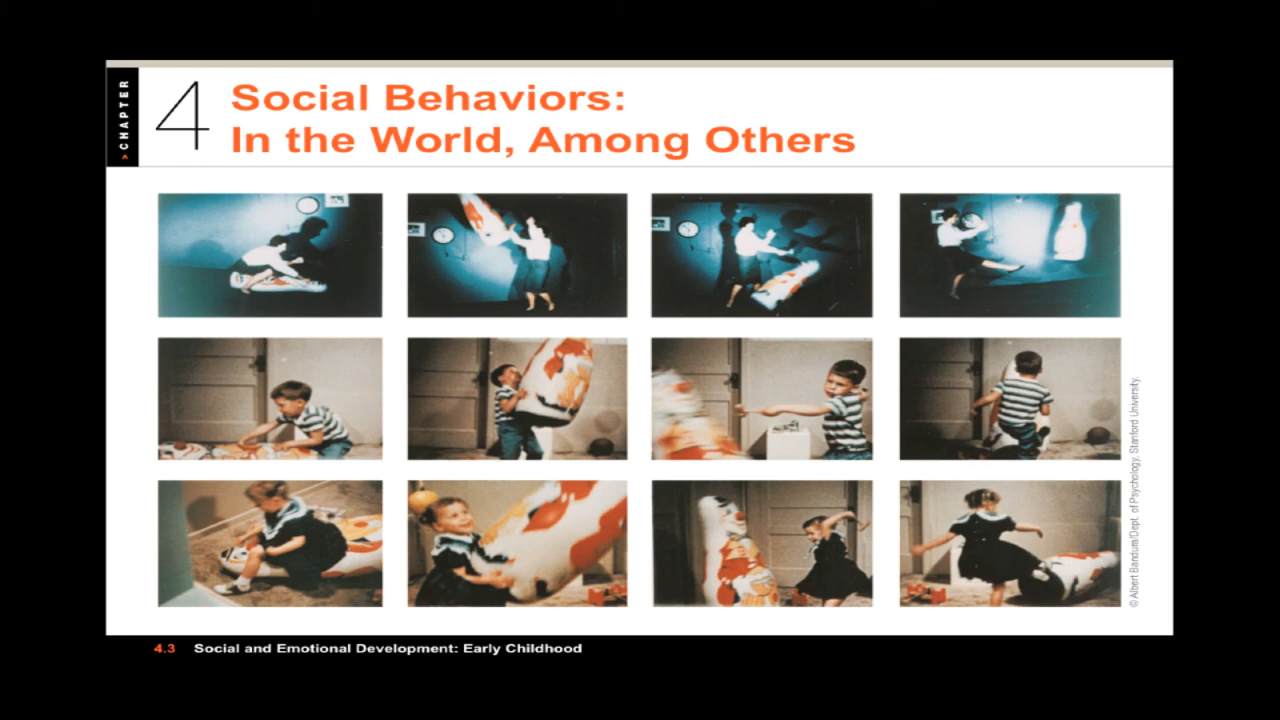 > CHAPTER
4
Social Behaviors:
In the World, Among Others
© Albert Bandura/Dept. of Psychology, Stanford University.
4.3 Social and Emotional Development: Early Childhood